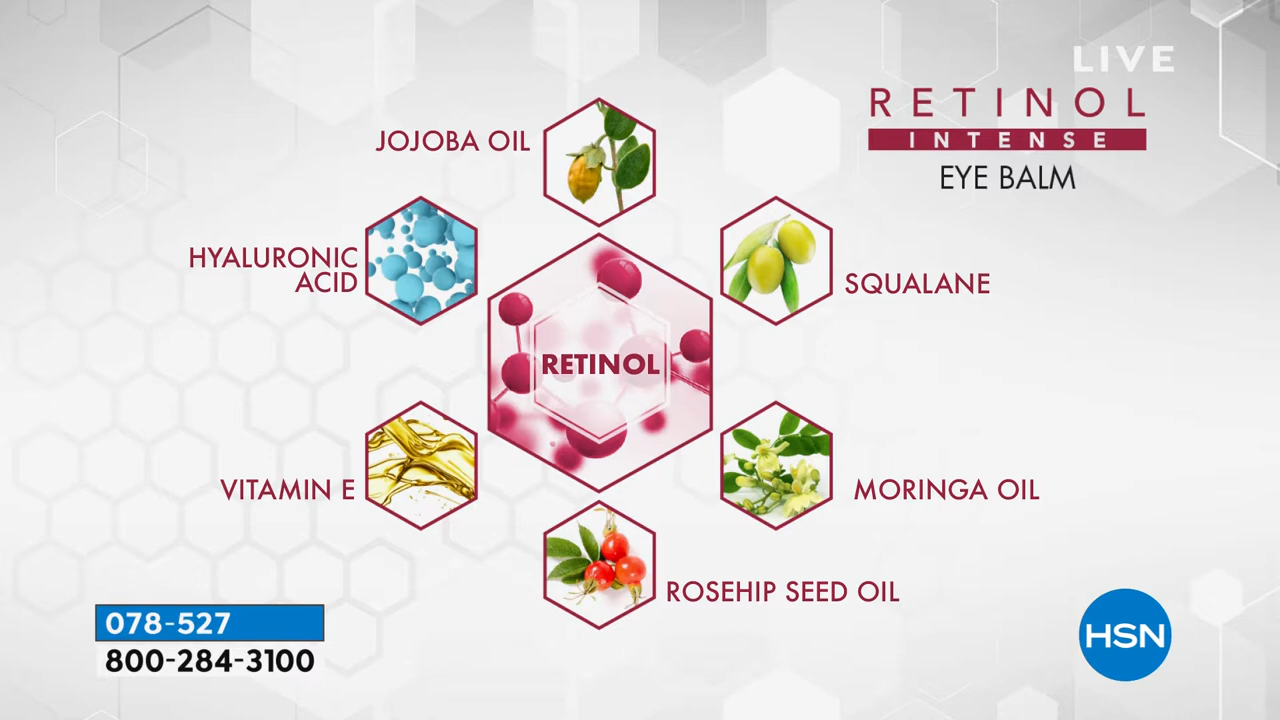 LIVE
RETINOL
INTENSE
EYE BALM
JOJOBA OIL
HYALURONIC
ACID
SQUALANE
RETINOL
VITAMIN E
MORINGA OIL
ROSEHIP SEED OIL
078-527
800-284-3100
HSN